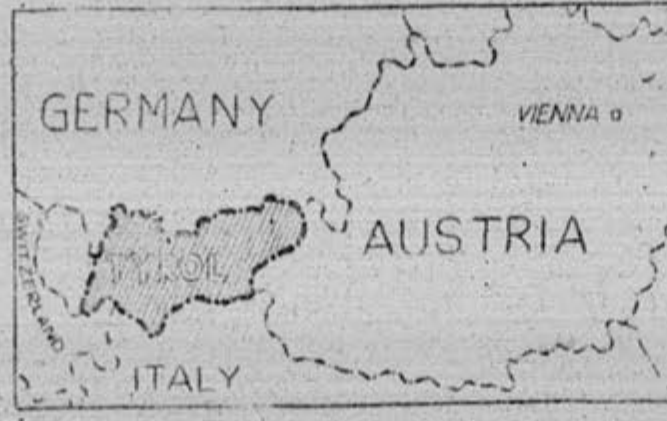 GERMANY
VIENNA
AUSTRIA
TYROL
SWITZERLAND
ITALY